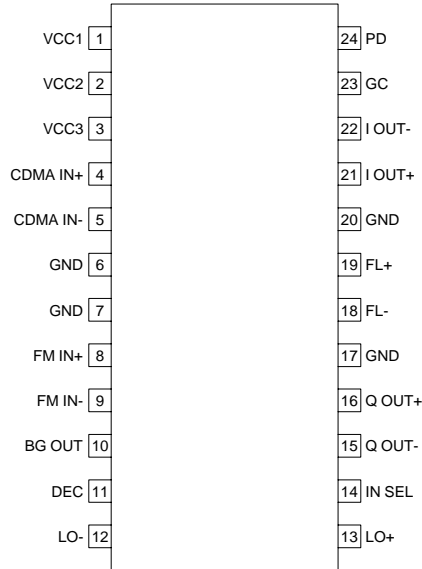 VCC1 1
24 PD
VCC2 2
23 GC
VCC3 3
22 I OUT-
CDMA IN+ 4
21 I OUT+
CDMA IN- 5
20 GND
GND 6
19 FL+
GND 7
18 FL-
FM IN+ 8
17 GND
FM IN- 9
16 Q OUT+
BG OUT 10
15 Q OUT-
DEC 11
14 IN SEL
LO- 12
13 LO+